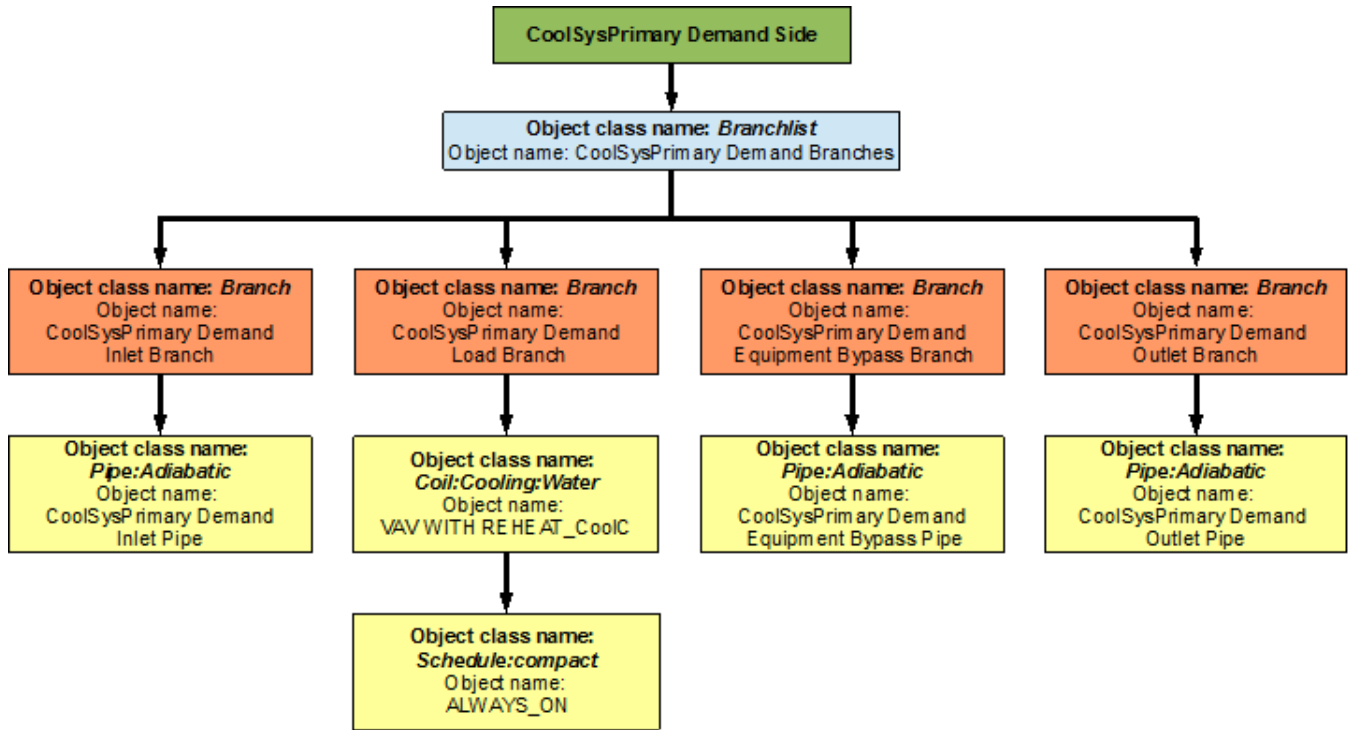 CoolSysPrimary Demand Side
Object class name: Branchlist
Object name: CoolSysPrimary Demand Branches
Object class name: Branch
Object name:
CoolSysPrimary Demand
Inlet Branch
Object class name: Branch
Object name:
CoolSysPrimary Demand
Load Branch
Object class name: Branch
Object name:
CoolSysPrimary Demand
Equipment Bypass Branch
Object class name: Branch
Object name:
CoolSysPrimary Demand
Outlet Branch
Object class name:
Pipe:Adiabatic
Object name:
CoolSysPrimary Demand
Inlet Pipe
Object class name:
Coil:Cooling:Water
Object name:
VAV WITH REHEAT_CoolC
Object class name:
Pipe:Adiabatic
Object name:
CoolSysPrimary Demand
Equipment Bypass Pipe
Object class name:
Pipe:Adiabatic
Object name:
CoolSysPrimary Demand
Outlet Pipe
Object class name:
Schedule:compact
Object name:
ALWAYS_ON